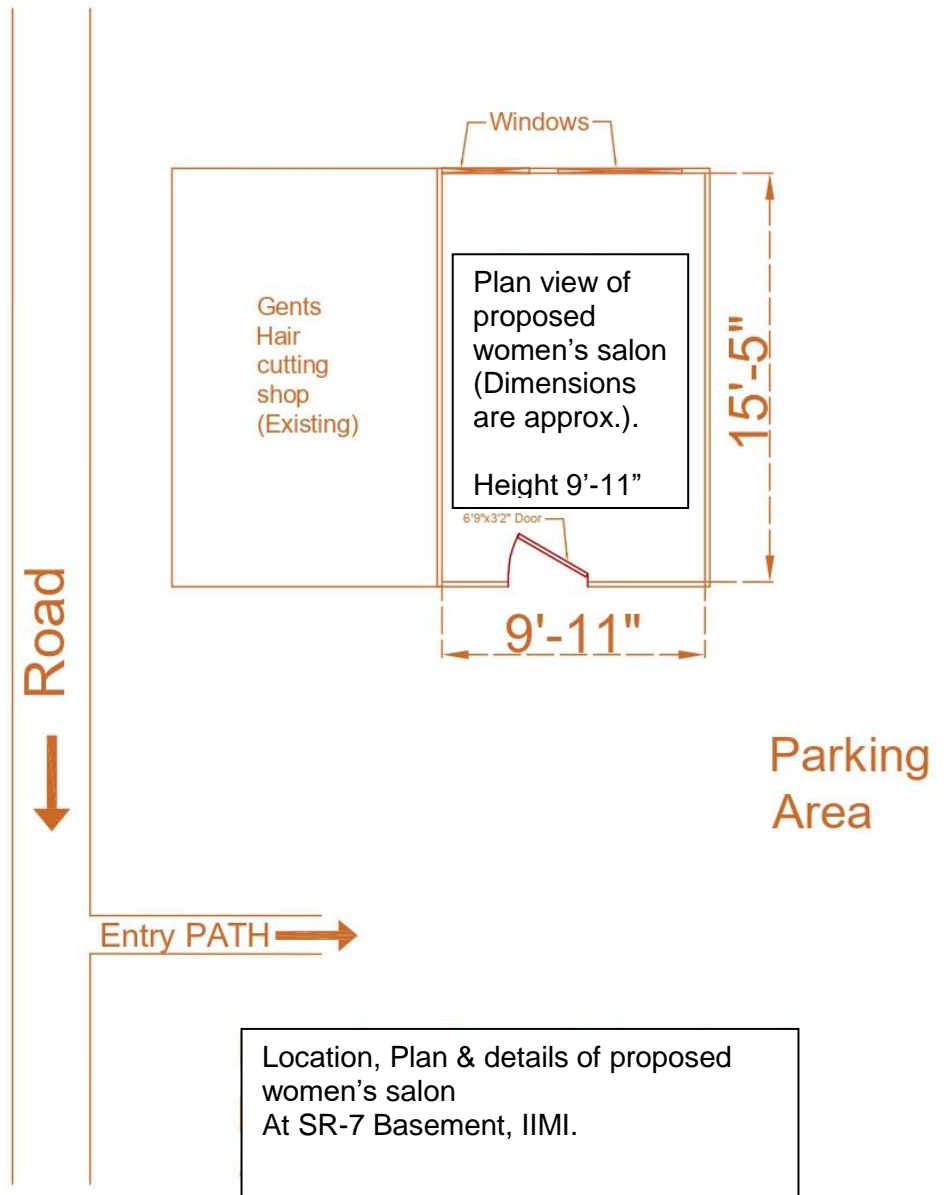 Windows
Gents
Hair
cutting
shop
(Existing)
Plan view of
proposed
women’s salon
(Dimensions
are approx.).
Height 9’-11”
6'9"x3'2" Door
15'-5"
9'-11"
Road
Parking
Area
Entry PATH
Location, Plan & details of proposed
women’s salon
At SR-7 Basement, IIMI.